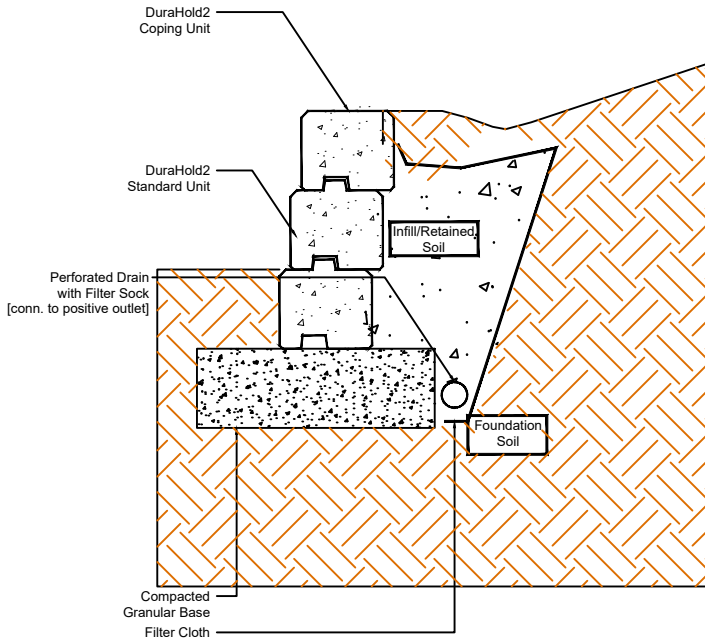 DuraHold2
Coping Unit
DuraHold2
Standard Unit
Infill/Retained
Soil
Perforated Drain
with Filter Sock
[conn. to positive outlet]
Foundation
Soil
Compacted
Granular Base
Filter Cloth